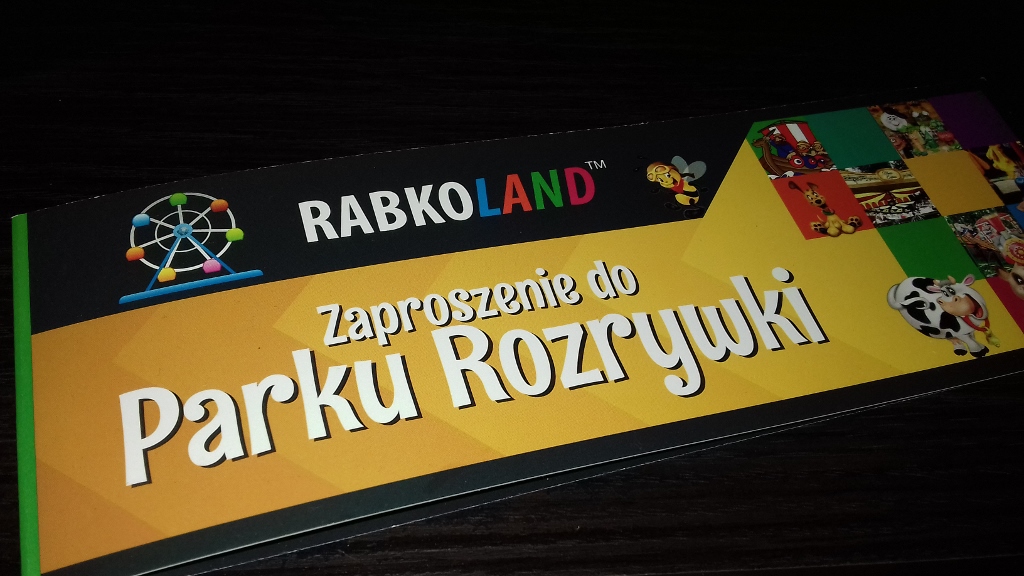 RABKOLAND™
Zaproszenie do
Parku Rozrywki